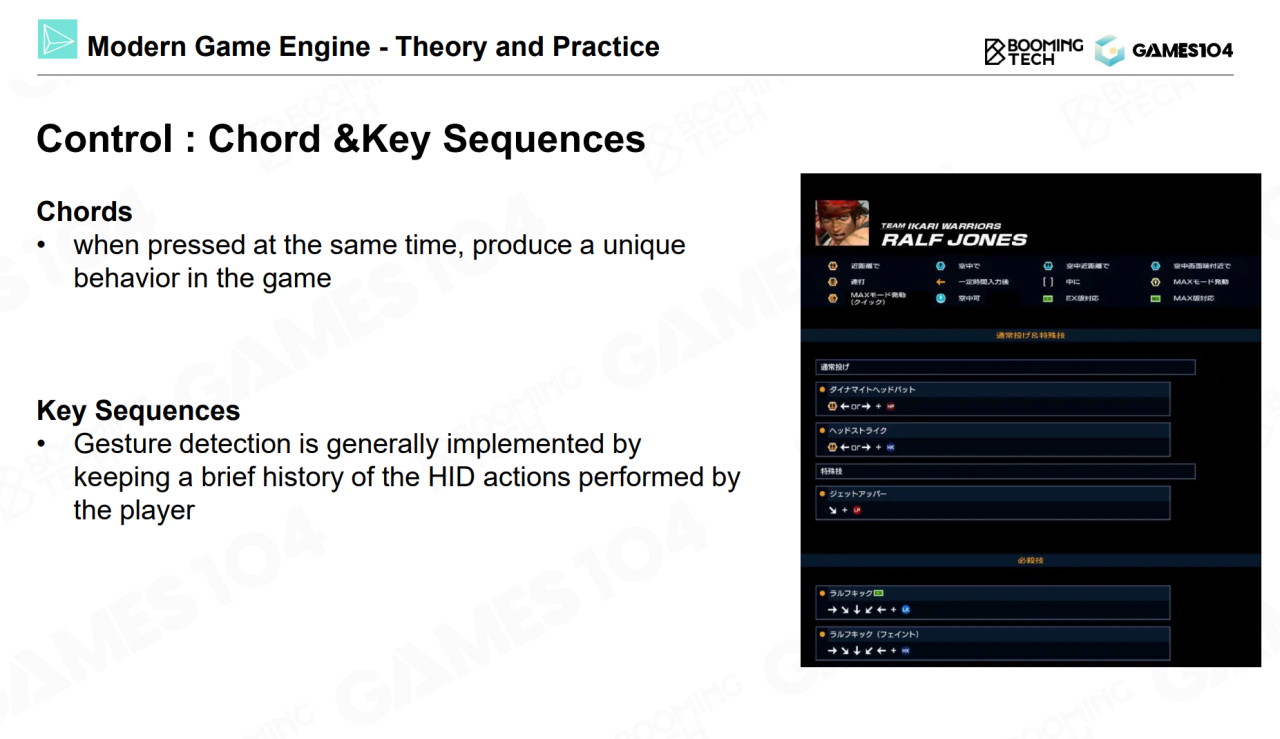 Modern Game Engine - Theory and Practice
BOOMING
TECH
GAMES104
Control : Chord &Key Sequences
Chords
• when pressed at the same time, produce a unique
behavior in the game
Key Sequences
• Gesture detection is generally implemented by
keeping a brief history of the HID actions performed by
the player
TEAM IKARI WARRIORS
RALF JONES
近距離で 空中で 空中近距離で 空中画面端付近で
連打 ← 一定時間入力後 [ ] 中に MAXモード発動
MAXモード発動
(クイック) 空中可 EX版対応 MAX版対応
通常投げ&特殊技
通常投げ
ダイナマイトヘッドバット
←or→ + HP
ヘッドストライク
←or→ + HK
特殊技
ジェットアッパー
↘ + LP
必殺技
ラルフキック EX
→ ↘ ↓ ↙ ← + LK
ラルフキック (フェイント)
→ ↘ ↓ ↙ ← + HK